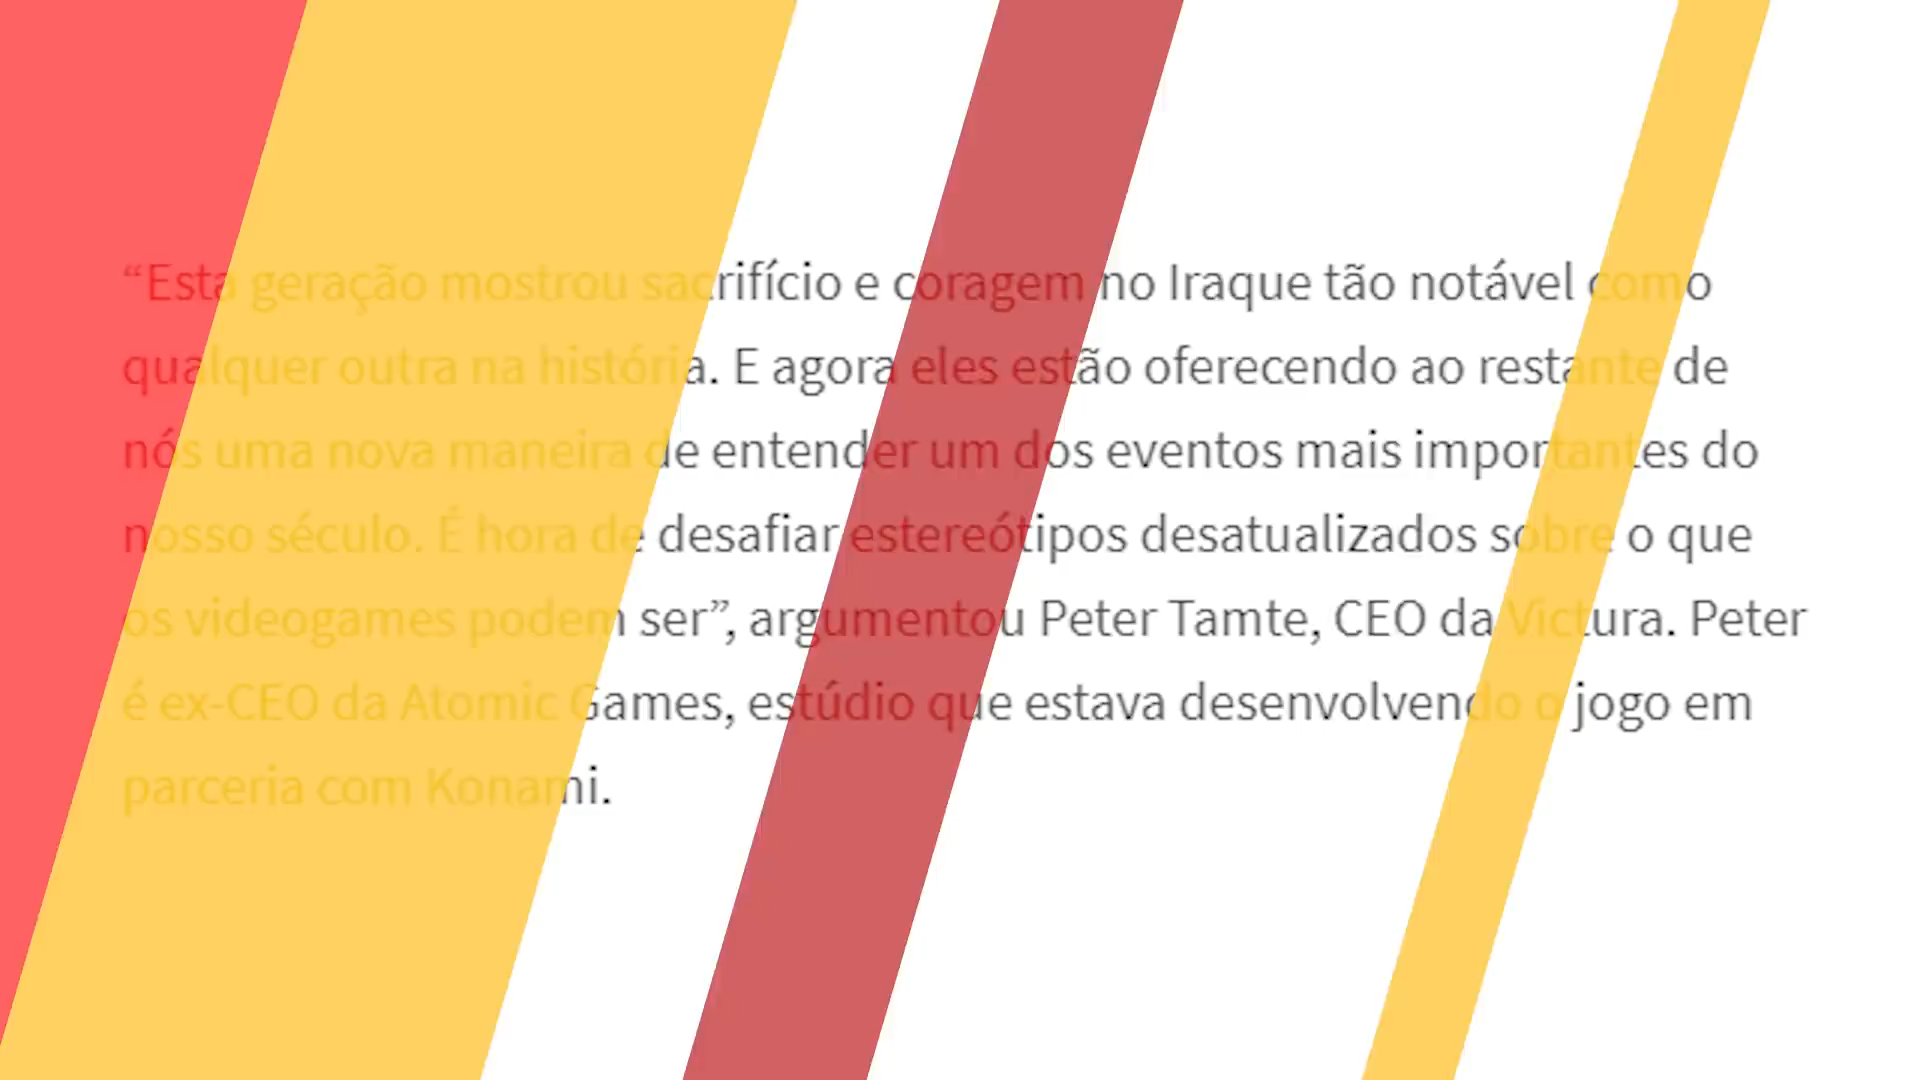 “Esta geração mostrou sacrifício e coragem no Iraque tão notável como
qualquer outra na história. E agora eles estão oferecendo ao restante de
nós uma nova maneira de entender um dos eventos mais importantes do
nosso século. É hora de desafiar estereótipos desatualizados sobre o que
os videogames podem ser”, argumentou Peter Tamte, CEO da Victura. Peter
é ex-CEO da Atomic Games, estúdio que estava desenvolvendo o jogo em
parceria com Konami.